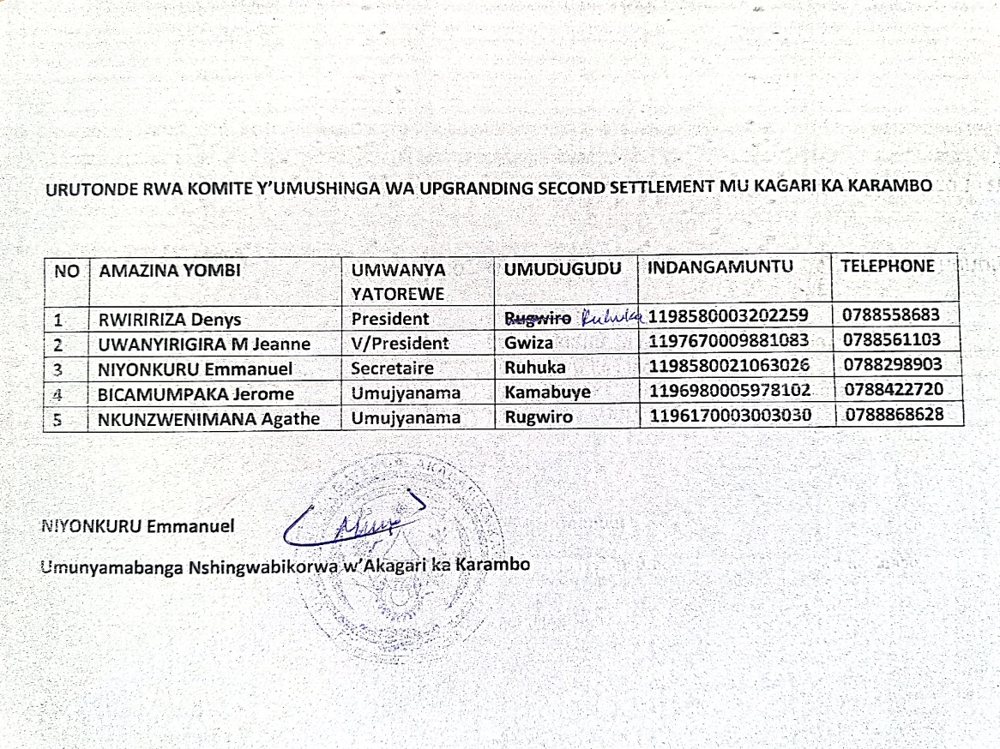 URUTONDE RWA KOMITE Y'UMUSHINGA WA UPGRANDING SECOND SETTLEMENT MU KAGARI KA KARAMBO
NO AMAZINA YOMBI UMWANYA YATOREWE UMUDUGUDU INDANGAMUNTU TELEPHONE
1 RWIRIRIZA Denys President Rugwiro Ruhuka 1198580003202259 0788558683
2 UWANYIRIGIRA M Jeanne V/President Gwiza 1197670009881083 0788561103
3 NIYONKURU Emmanuel Secretaire Ruhuka 1198580021063026 0788298903
4 BICAMUMPAKA Jerome Umujyanama Kamabuye 1196980005978102 0788422720
5 NKUNZWENIMANA Agathe Umujyanama Rugwiro 1196170003003030 0788868628
NIYONKURU Emmanuel
Umunyamabanga Nshingwabikorwa w'Akagari ka Karambo